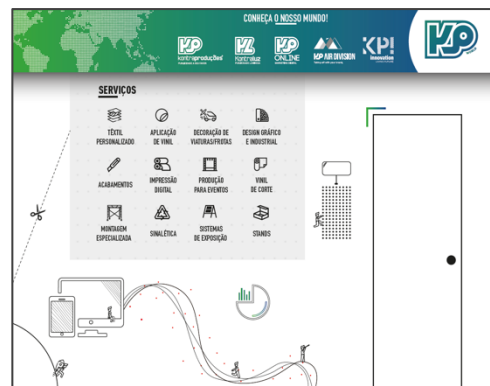 CONHEÇA O NOSSO MUNDO!
KP
kontraproduções
KL
Kontraluz
KP
ONLINE
KP AIR DIVISION
KP!
innovation
KP
SERVIÇOS
TÊXTIL
PERSONALIZADO
APLICAÇÃO
DE VINIL
DECORAÇÃO DE
VIATURAS/FROTAS
DESIGN GRÁFICO
E INDUSTRIAL
ACABAMENTOS
IMPRESSÃO
DIGITAL
PRODUÇÃO
PARA EVENTOS
VINIL
DE CORTE
MONTAGEM
ESPECIALIZADA
SINALÉTICA
SISTEMAS
DE EXPOSIÇÃO
STANDS